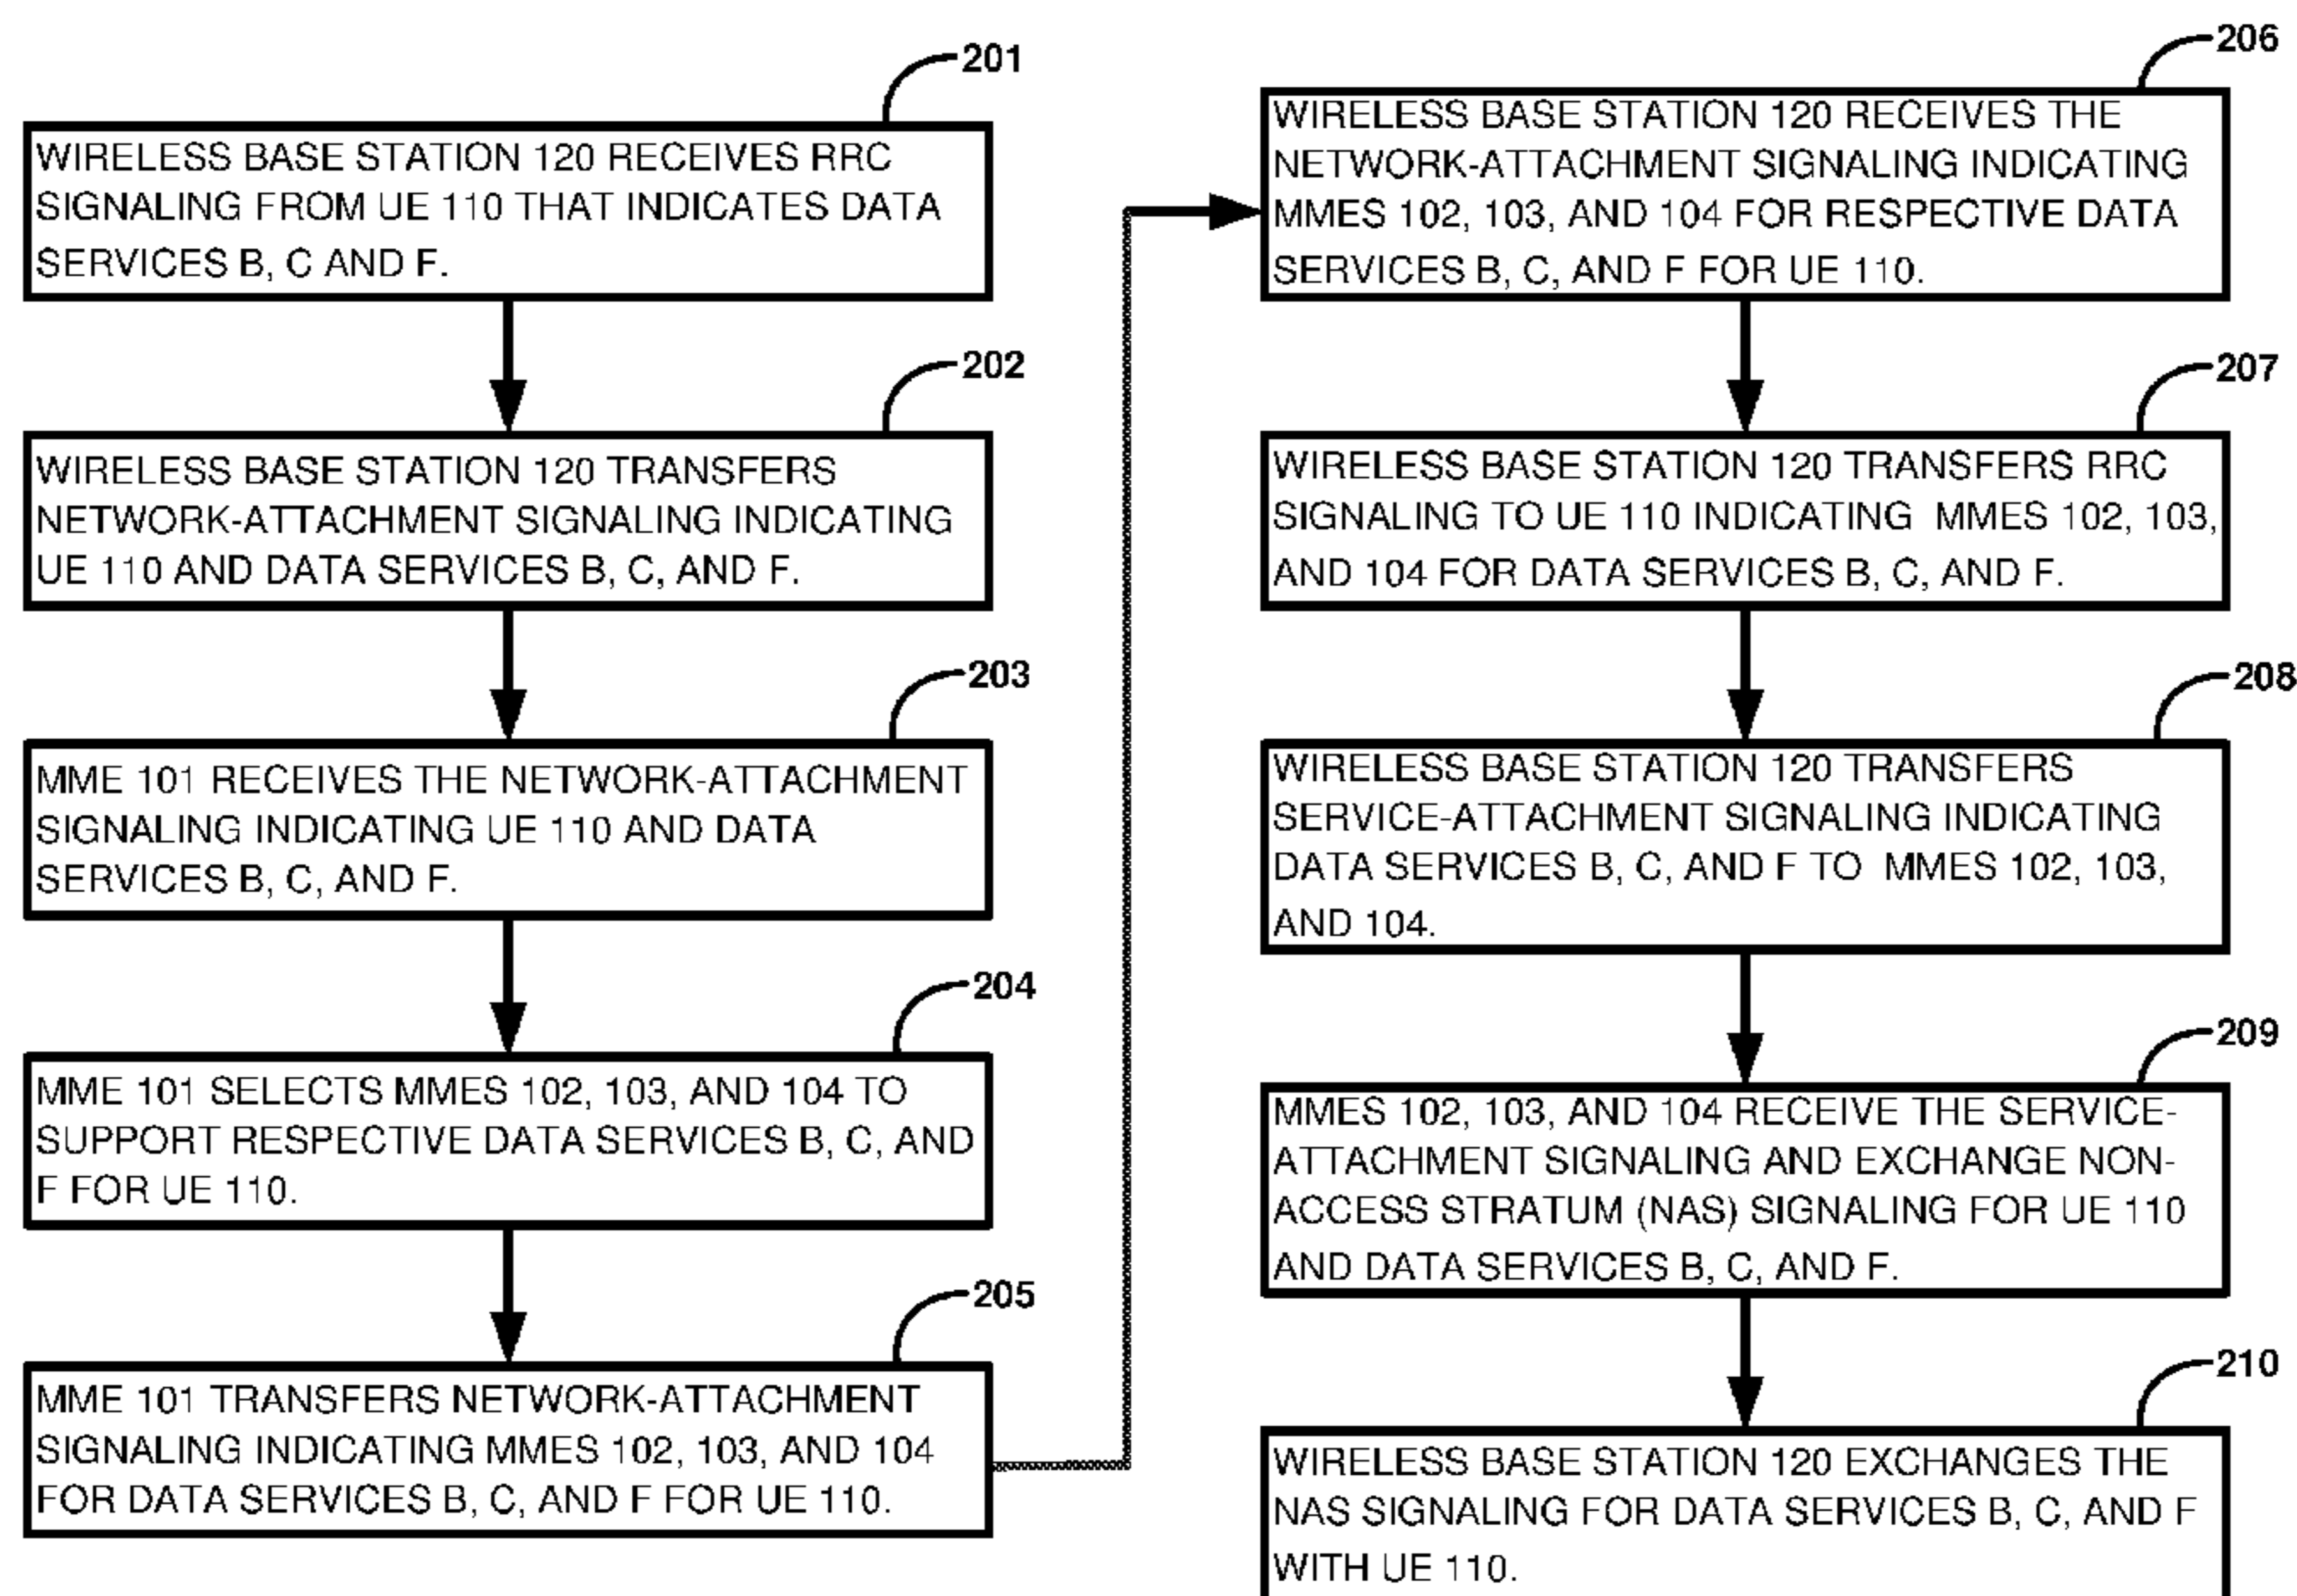 201
WIRELESS BASE STATION 120 RECEIVES RRC
SIGNALING FROM UE 110 THAT INDICATES DATA
SERVICES B, C AND F.
202
WIRELESS BASE STATION 120 TRANSFERS
NETWORK-ATTACHMENT SIGNALING INDICATING
UE 110 AND DATA SERVICES B, C, AND F.
203
MME 101 RECEIVES THE NETWORK-ATTACHMENT
SIGNALING INDICATING UE 110 AND DATA
SERVICES B, C, AND F.
204
MME 101 SELECTS MMES 102, 103, AND 104 TO
SUPPORT RESPECTIVE DATA SERVICES B, C, AND
F FOR UE 110.
205
MME 101 TRANSFERS NETWORK-ATTACHMENT
SIGNALING INDICATING MMES 102, 103, AND 104
FOR DATA SERVICES B, C, AND F FOR UE 110.
206
WIRELESS BASE STATION 120 RECEIVES THE
NETWORK-ATTACHMENT SIGNALING INDICATING
MMES 102, 103, AND 104 FOR RESPECTIVE DATA
SERVICES B, C, AND F FOR UE 110.
207
WIRELESS BASE STATION 120 TRANSFERS RRC
SIGNALING TO UE 110 INDICATING MMES 102, 103,
AND 104 FOR DATA SERVICES B, C, AND F.
208
WIRELESS BASE STATION 120 TRANSFERS
SERVICE-ATTACHMENT SIGNALING INDICATING
DATA SERVICES B, C, AND F TO MMES 102, 103,
AND 104.
209
MMES 102, 103, AND 104 RECEIVE THE SERVICE-
ATTACHMENT SIGNALING AND EXCHANGE NON-
ACCESS STRATUM (NAS) SIGNALING FOR UE 110
AND DATA SERVICES B, C, AND F.
210
WIRELESS BASE STATION 120 EXCHANGES THE
NAS SIGNALING FOR DATA SERVICES B, C, AND F
WITH UE 110.